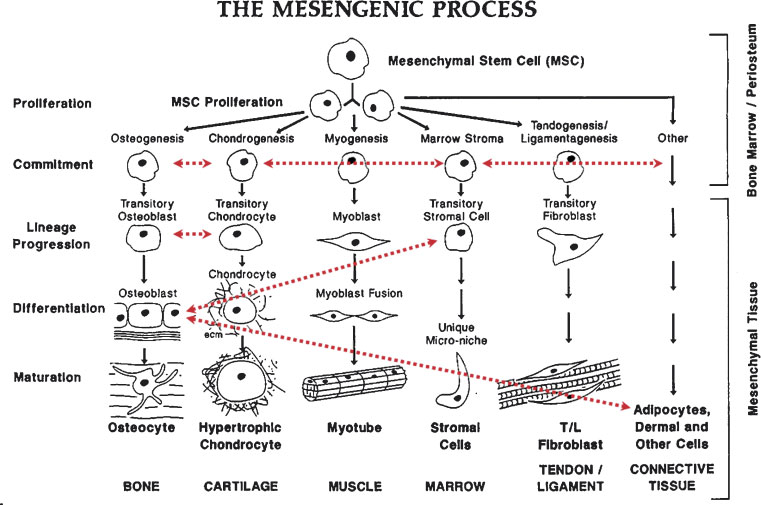 THE MESENGENIC PROCESS
Mesenchymal Stem Cell (MSC)
Proliferation
MSC Proliferation
Osteogenesis
Chondrogenesis
Myogenesis
Marrow Stroma
Tendogenesis/
Ligamentagenesis
Other
Commitment
Transitory
Osteoblast
Transitory
Chondrocyte
Myoblast
Transitory
Stromal Cell
Transitory
Fibroblast
Lineage
Progression
Chondrocyte
Osteoblast
Myoblast Fusion
Differentiation
ecm
Unique
Micro-niche
Maturation
Osteocyte
Hypertrophic
Chondrocyte
Myotube
Stromal
Cells
T/L
Fibroblast
Adipocytes,
Dermal and
Other Cells
BONE
CARTILAGE
MUSCLE
MARROW
TENDON /
LIGAMENT
CONNECTIVE
TISSUE
Bone Marrow / Periosteum
Mesenchymal Tissue